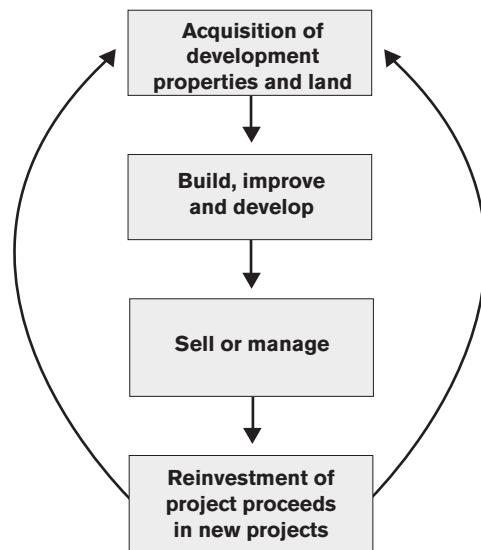 Acquisition of
development
properties and land
Build, improve
and develop
Sell or manage
Reinvestment of
project proceeds
in new projects